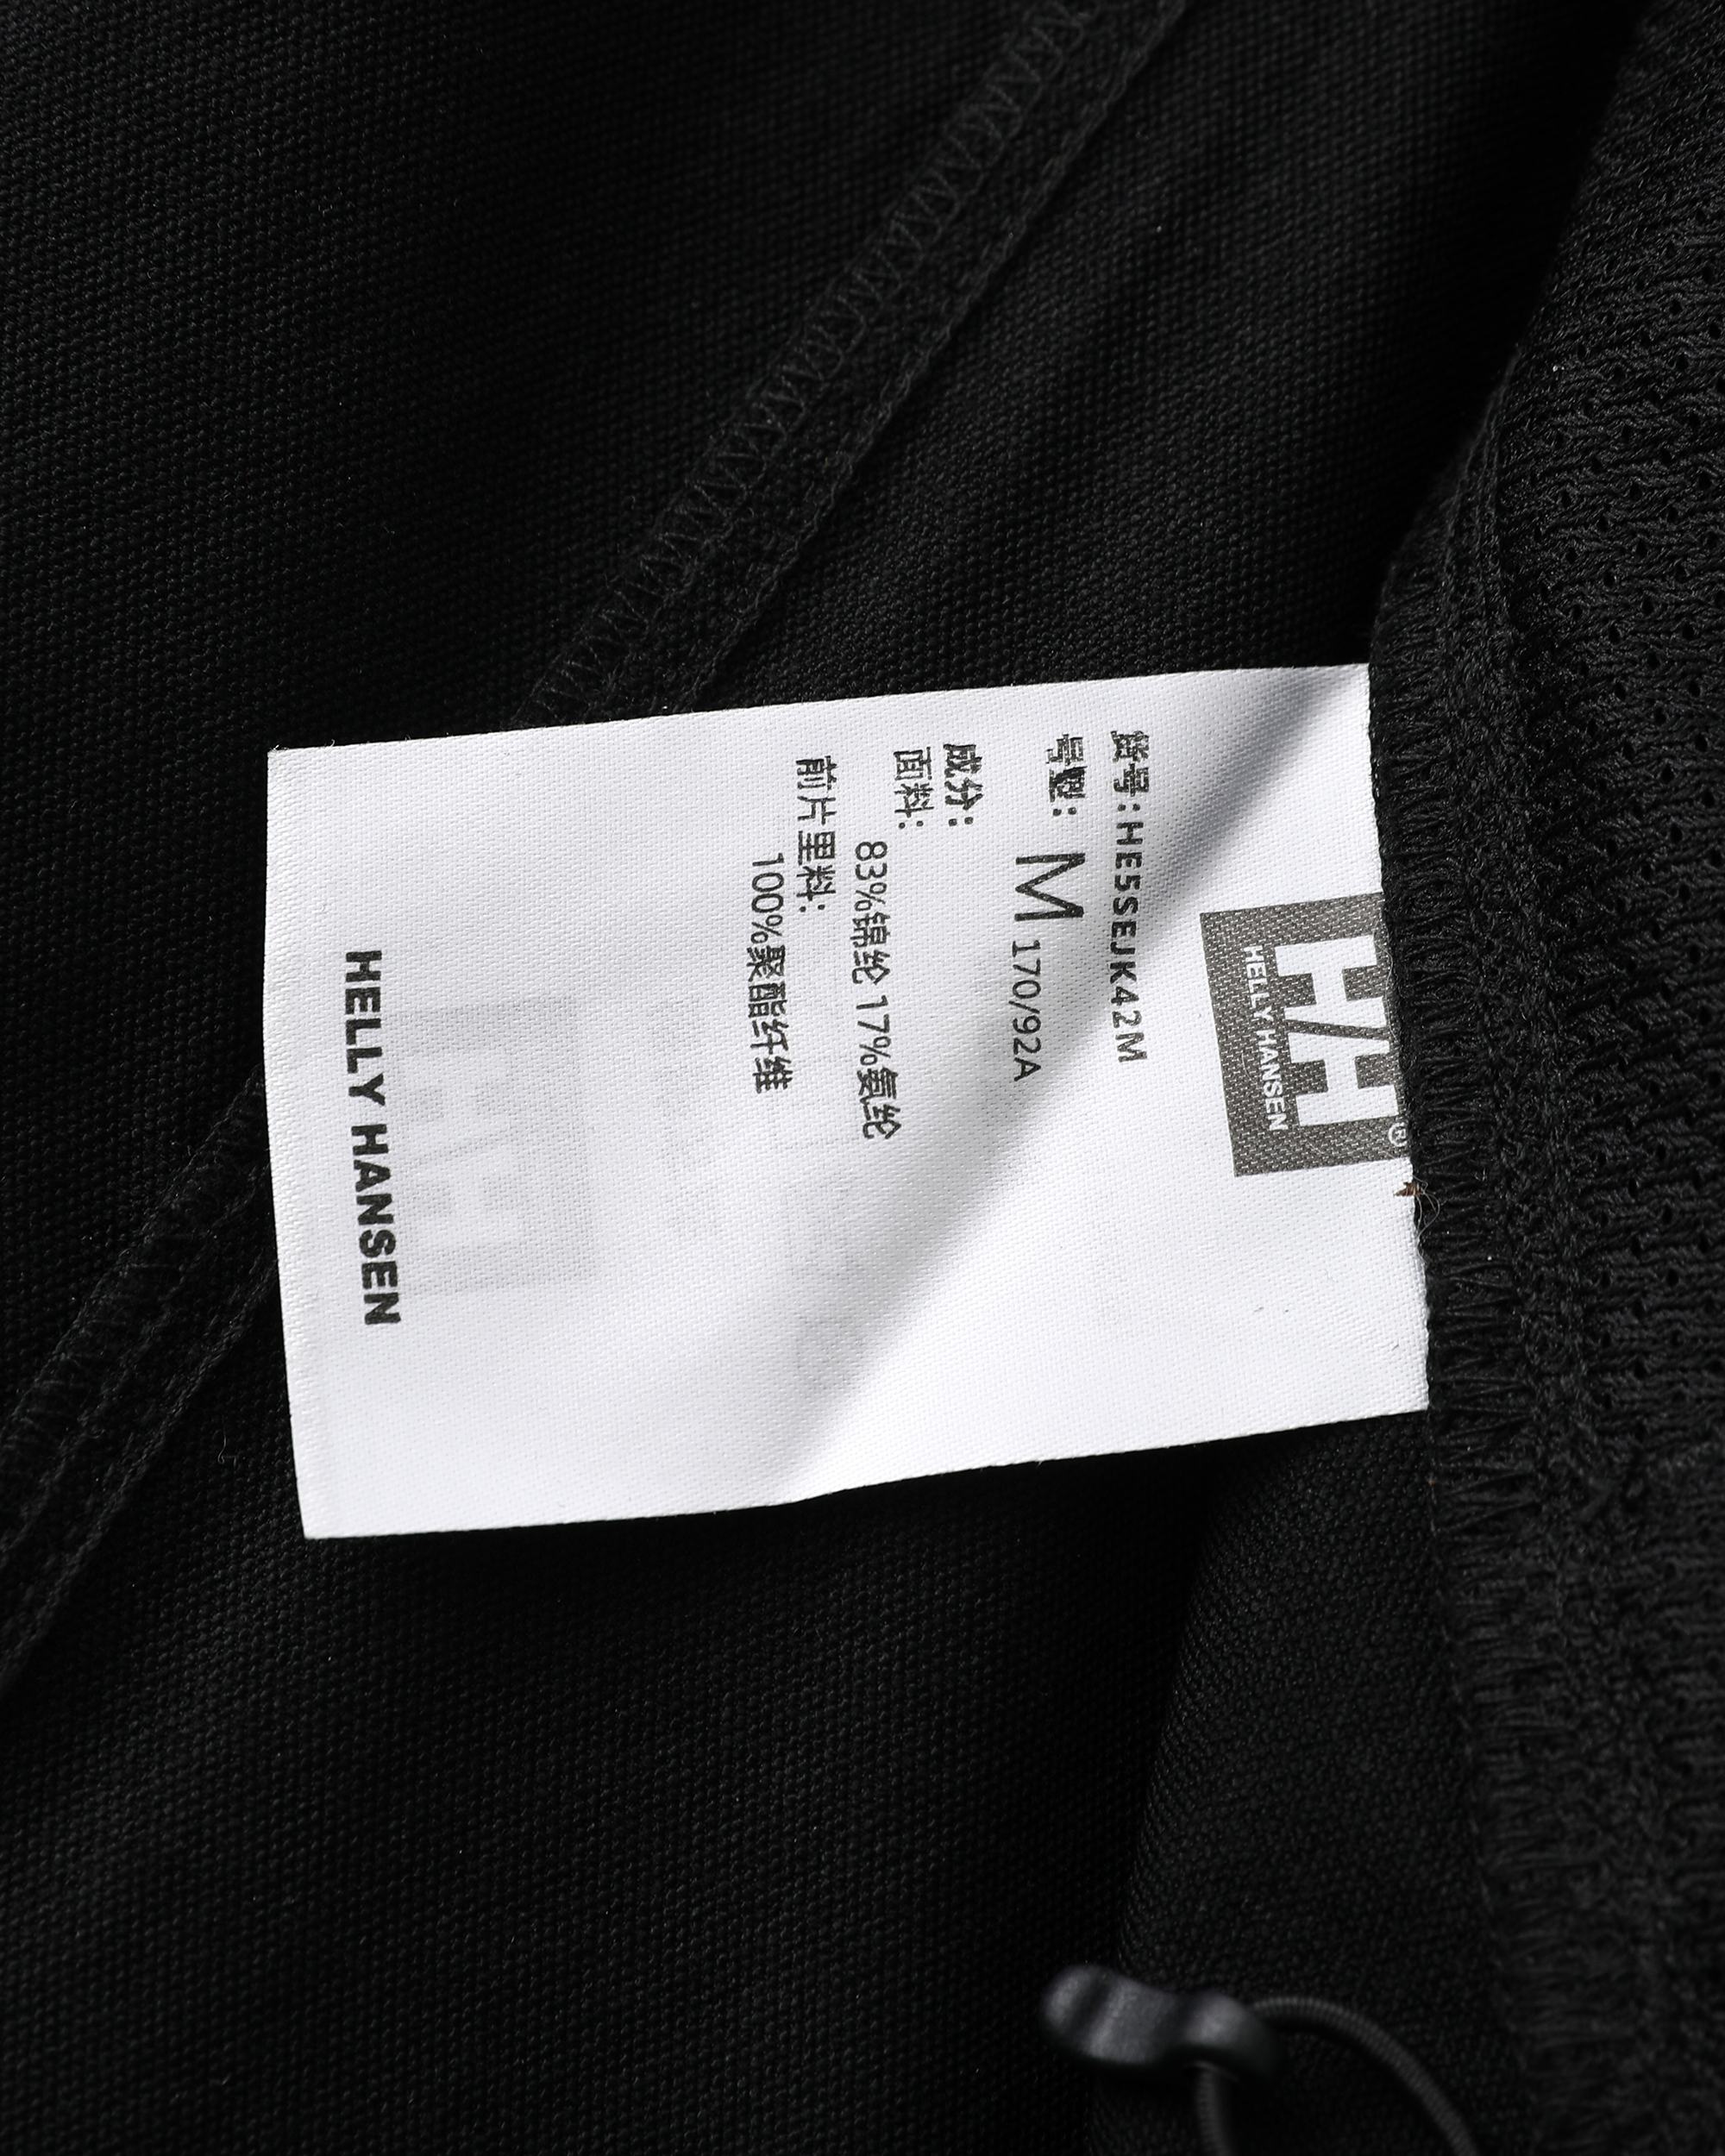 HH®
HELLY HANSEN
货号:HE5SEJK42M
号型: M 170/92A
成分:
面料:
83%锦纶 17%氨纶
前片里料:
100%聚酯纤维
HELLY HANSEN